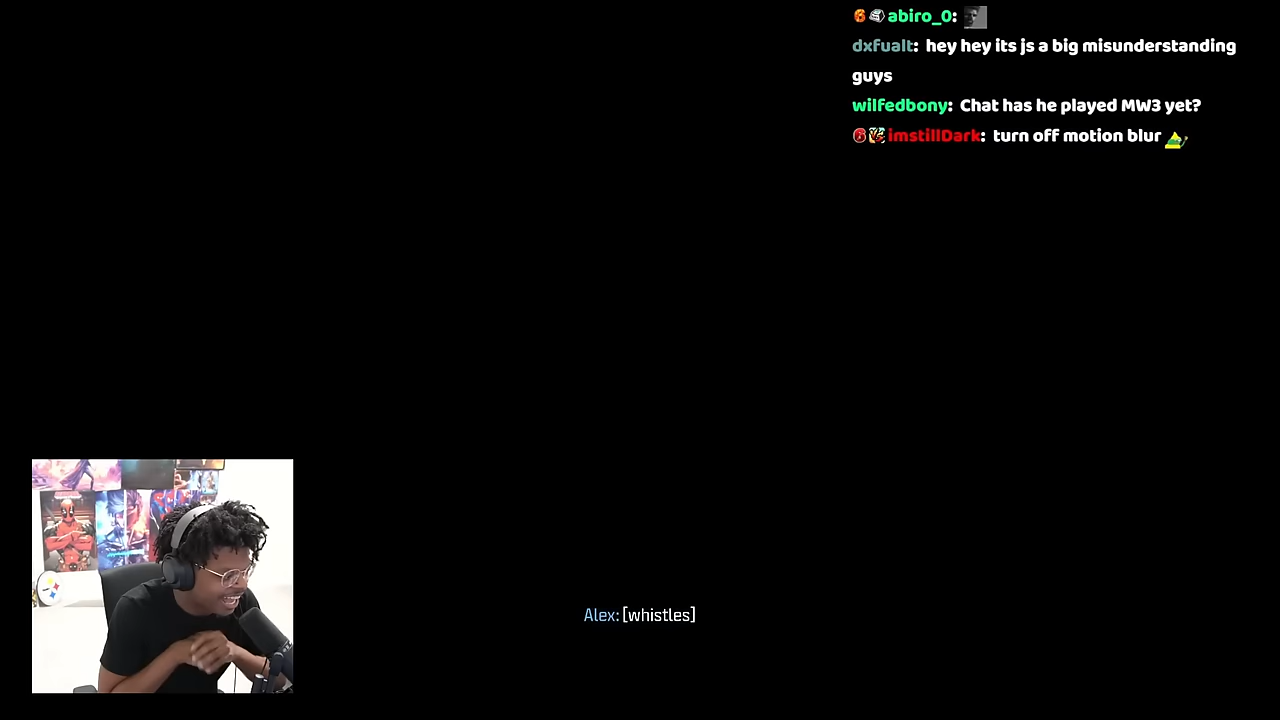 abiro_0:
dxfualt: hey hey its js a big misunderstanding
guys
wilfedbony: Chat has he played MW3 yet?
imstillDark: turn off motion blur
Alex: [whistles]